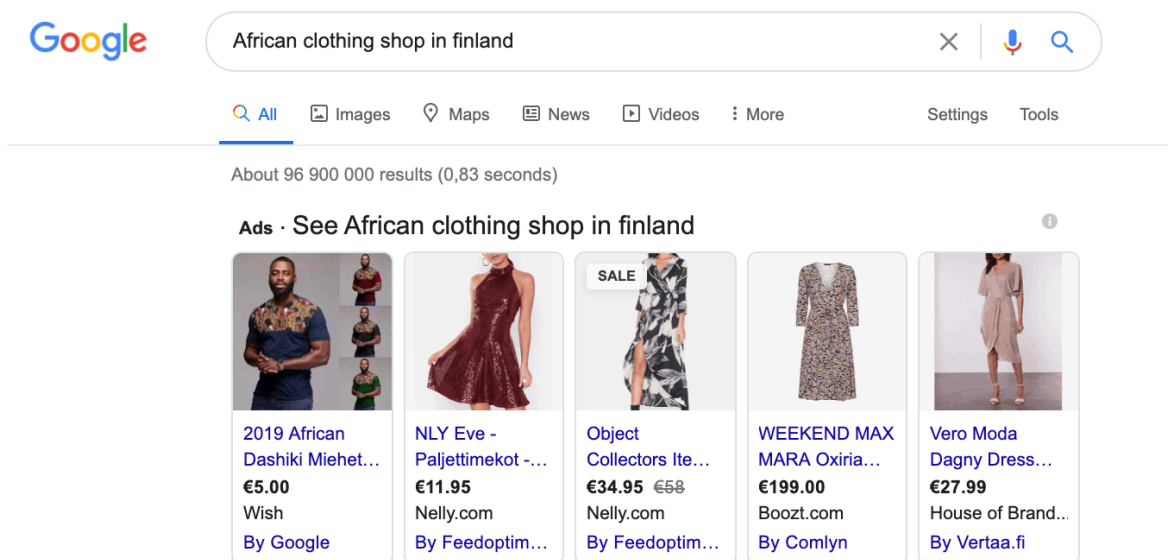 Google
African clothing shop in finland
All Images Maps News Videos More Settings Tools
About 96 900 000 results (0,83 seconds)
Ads · See African clothing shop in finland
SALE
2019 African
Dashiki Miehet...
€5.00
Wish
By Google
NLY Eve -
Paljettimekot -...
€11.95
Nelly.com
By Feedoptim...
Object
Collectors Ite...
€34.95 €58
Nelly.com
By Feedoptim...
WEEKEND MAX
MARA Oxiria...
€199.00
Boozt.com
By Comlyn
Vero Moda
Dagny Dress...
€27.99
House of Brand..
By Vertaa.fi